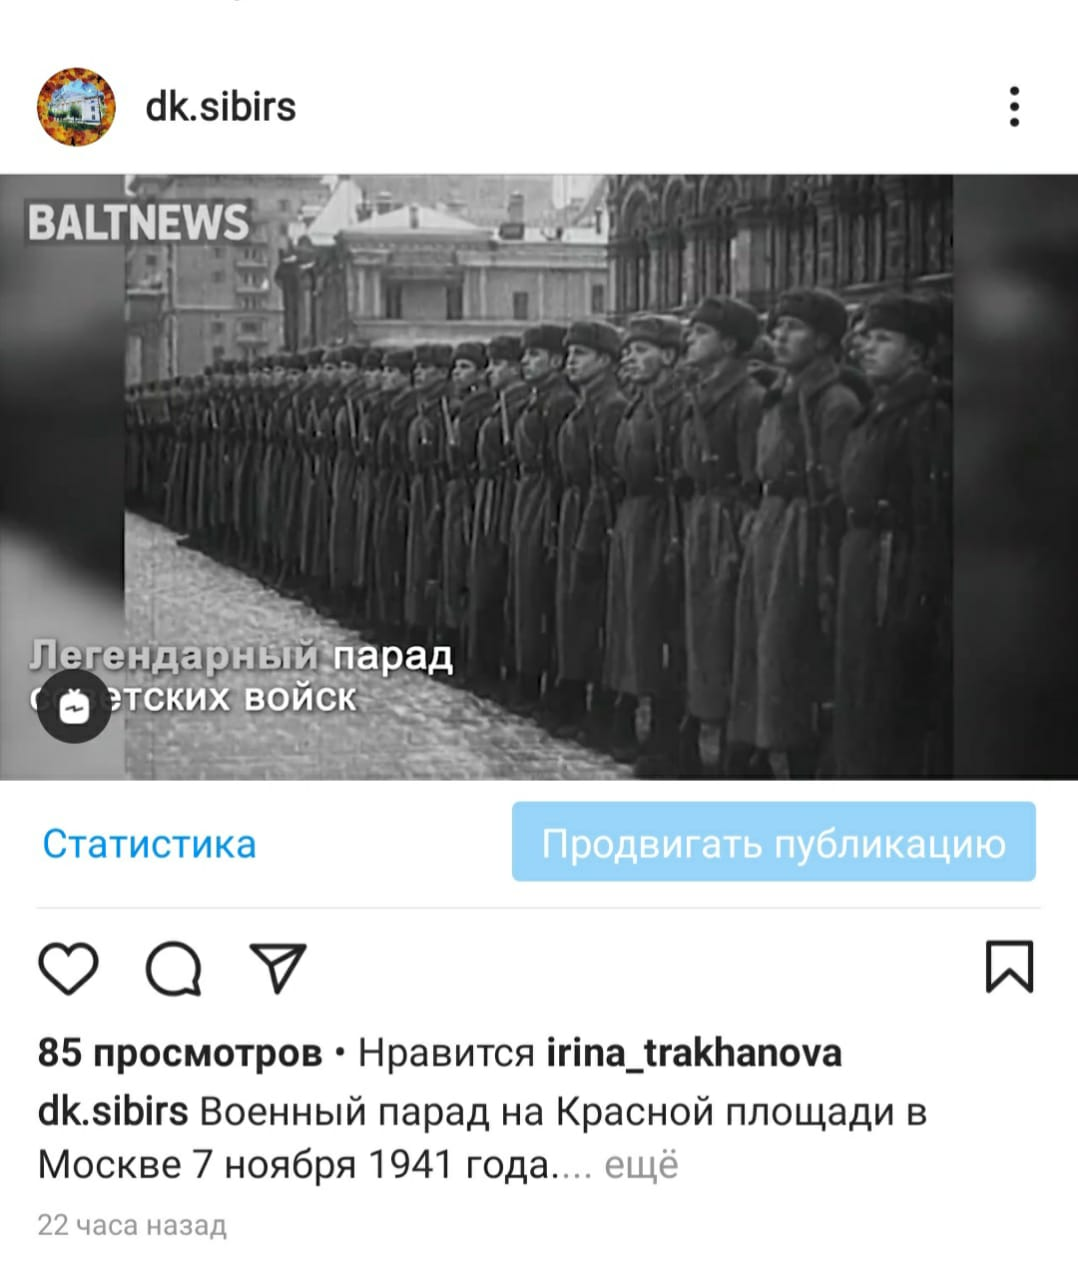 dk.sibirs
BALTNEWS
Легендарный парад
советских войск
Статистика
Продвигать публикацию
85 просмотров • Нравится irina_trakhanova
dk.sibirs Военный парад на Красной площади в
Москве 7 ноября 1941 года.... ещё
22 часа назад